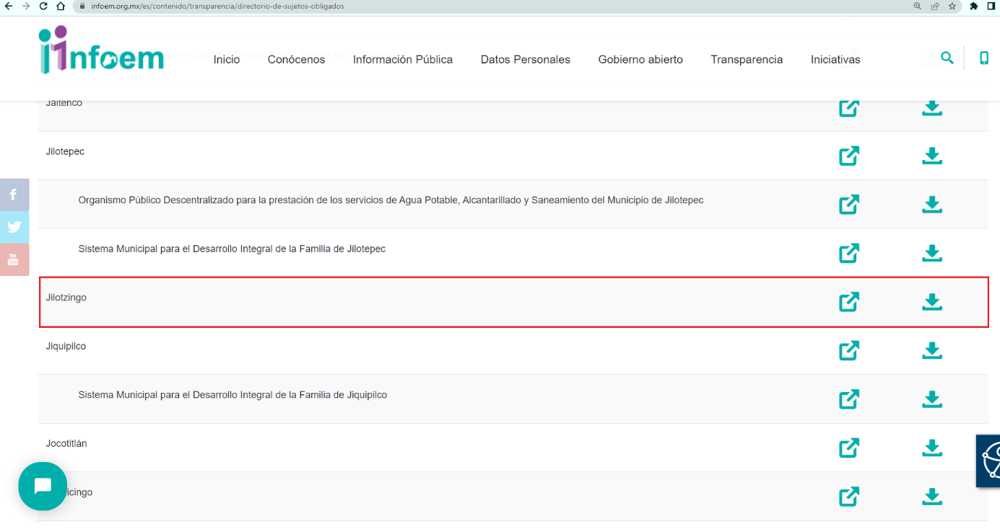 infoem.org.mx/es/contenido/transparencia/directorio-de-sujetos-obligados
infoem
Inicio Conócenos Información Pública Datos Personales Gobierno abierto Transparencia Iniciativas
Jaltenco
Jilotepec
Organismo Público Descentralizado para la prestación de los servicios de Agua Potable, Alcantarillado y Saneamiento del Municipio de Jilotepec
Sistema Municipal para el Desarrollo Integral de la Familia de Jilotepec
Jilotzingo
Jiquipilco
Sistema Municipal para el Desarrollo Integral de la Familia de Jiquipilco
Jocotitlán
icingo
You
Tube